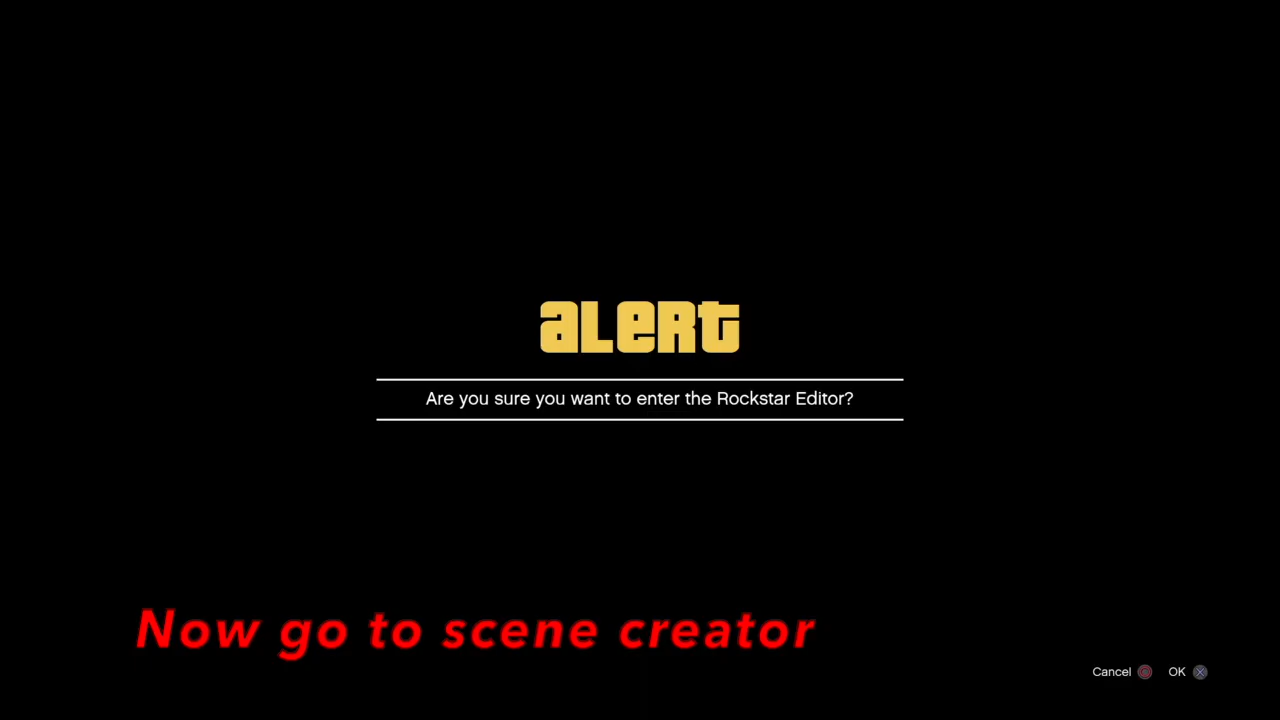 aLeRt
Are you sure you want to enter the Rockstar Editor?
Now go to scene creator
Cancel OK